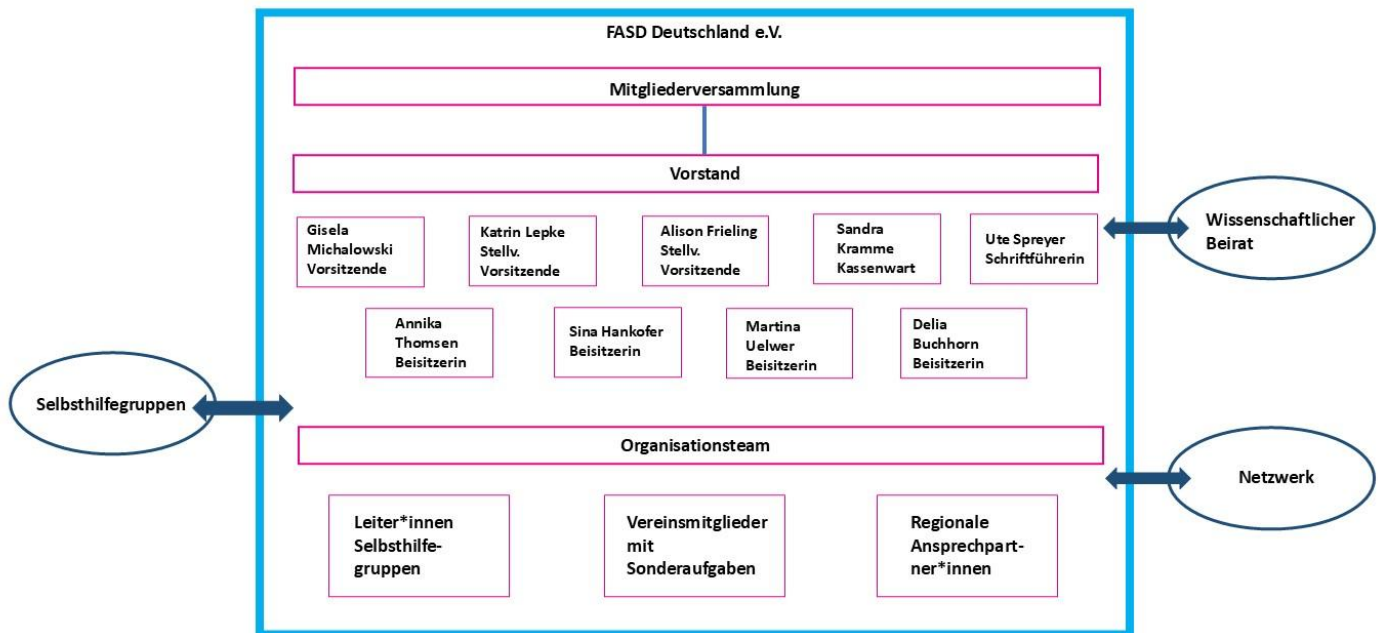 FASD Deutschland e.V.
Mitgliederversammlung
Vorstand
Gisela
Michalowski
Vorsitzende
Katrin Lepke
Stellv.
Vorsitzende
Alison Frieling
Stellv.
Vorsitzende
Sandra
Kramme
Kassenwart
Ute Spreyer
Schriftführerin
Wissenschaftlicher
Beirat
Annika
Thomsen
Beisitzerin
Sina Hankofer
Beisitzerin
Martina
Uelwer
Beisitzerin
Delia
Buchhorn
Beisitzerin
Selbsthilfegruppen
Organisationsteam
Netzwerk
Leiter*innen
Selbsthilfe-
gruppen
Vereinsmitglieder
mit
Sonderaufgaben
Regionale
Ansprechpart-
ner*innen